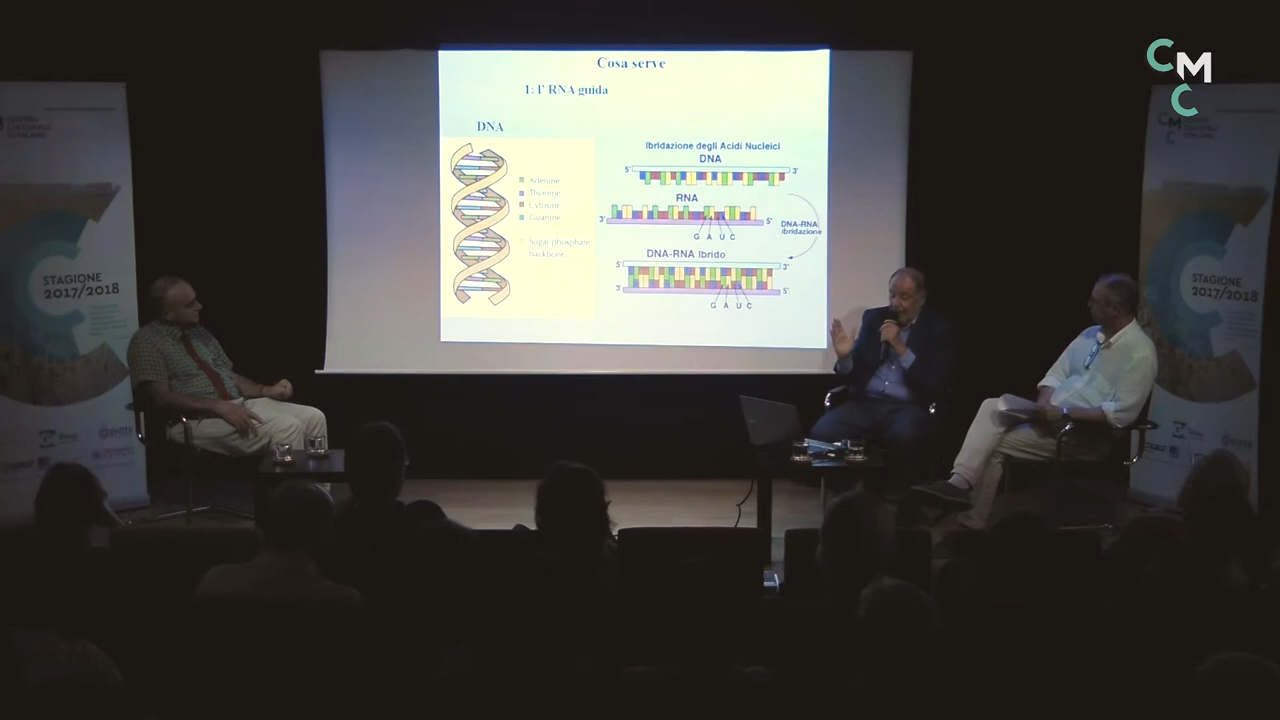 CMC
Cosa serve
1: l' RNA guida
DNA
Adenine
Thymine
Cytosine
Guanine
Sugar phosphate
backbone
Ibridazione degli Acidi Nucleici
DNA
5'
3'
RNA
3'
5'
G A U C
DNA-RNA
ibridazione
DNA-RNA Ibrido
5'
3'
3'
5'
G A U C
STAGIONE
2017/2018
CMC
STAGIONE
2017/2018